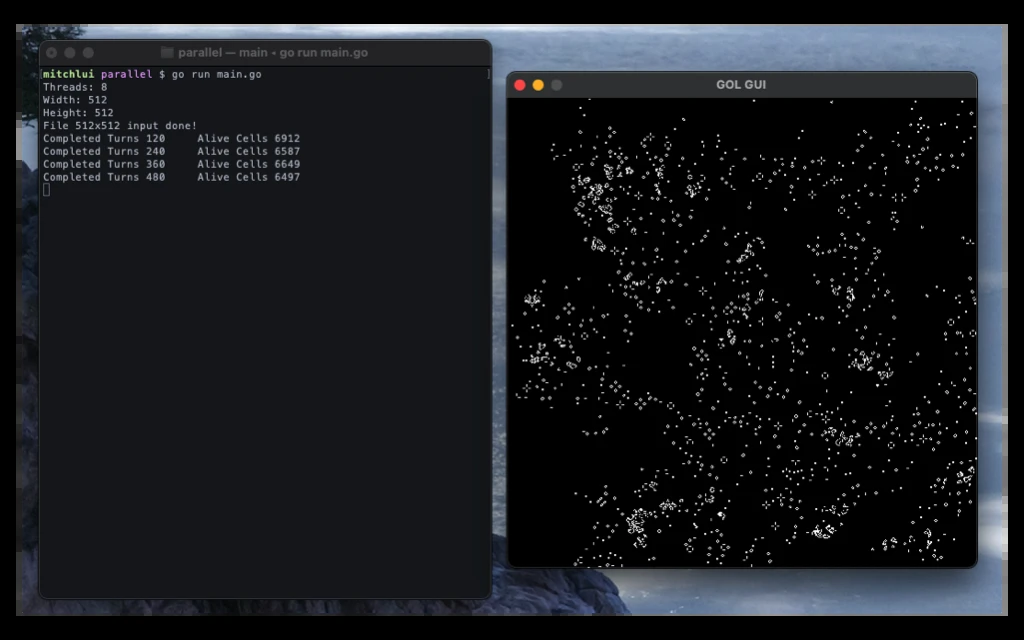 parallel — main • go run main.go
mitchlui parallel $ go run main.go
Threads: 8
Width: 512
Height: 512
File 512x512 input done!
Completed Turns 120 Alive Cells 6912
Completed Turns 240 Alive Cells 6587
Completed Turns 360 Alive Cells 6649
Completed Turns 480 Alive Cells 6497
GOL GUI